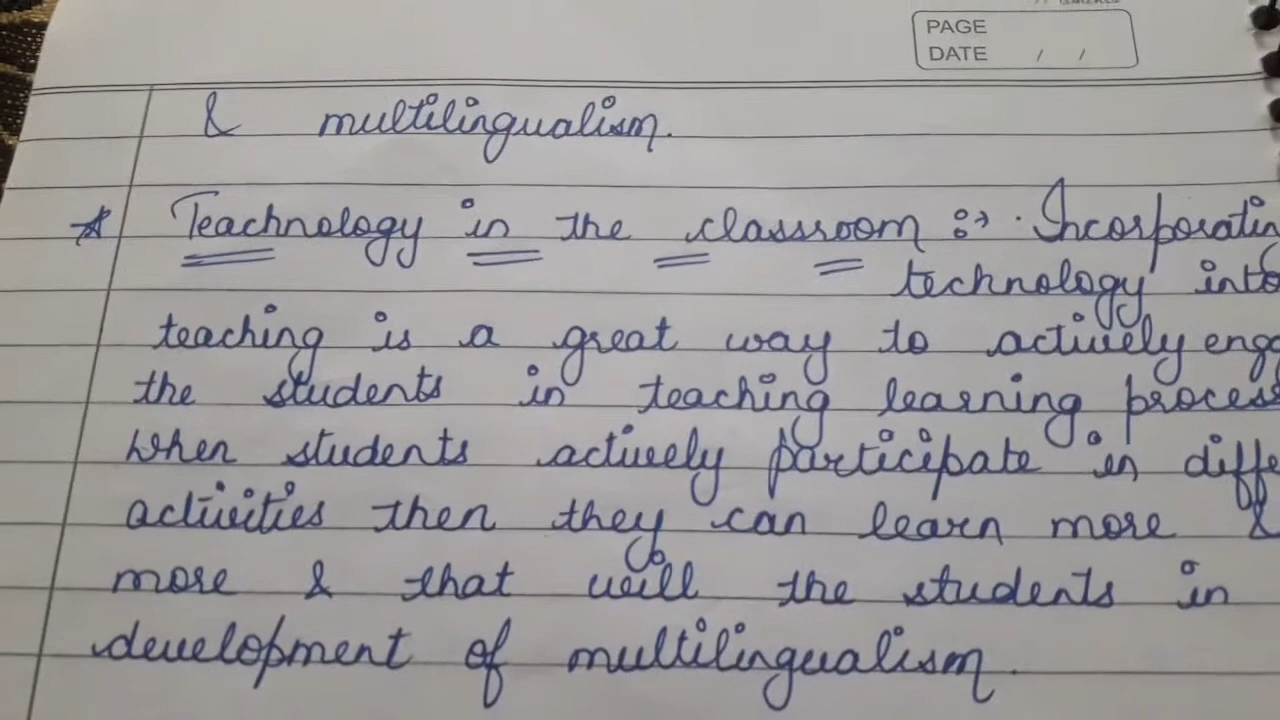 PAGE
DATE / /
& multilingualism.
☆ Teachnology in the classroom :→ . Incorporatin
technology into
teaching is a great way to actively enga
the students in teaching learning process
When students actively participate in diffe
activities then they can learn more &
more & that will the students in
development of multilingualism.